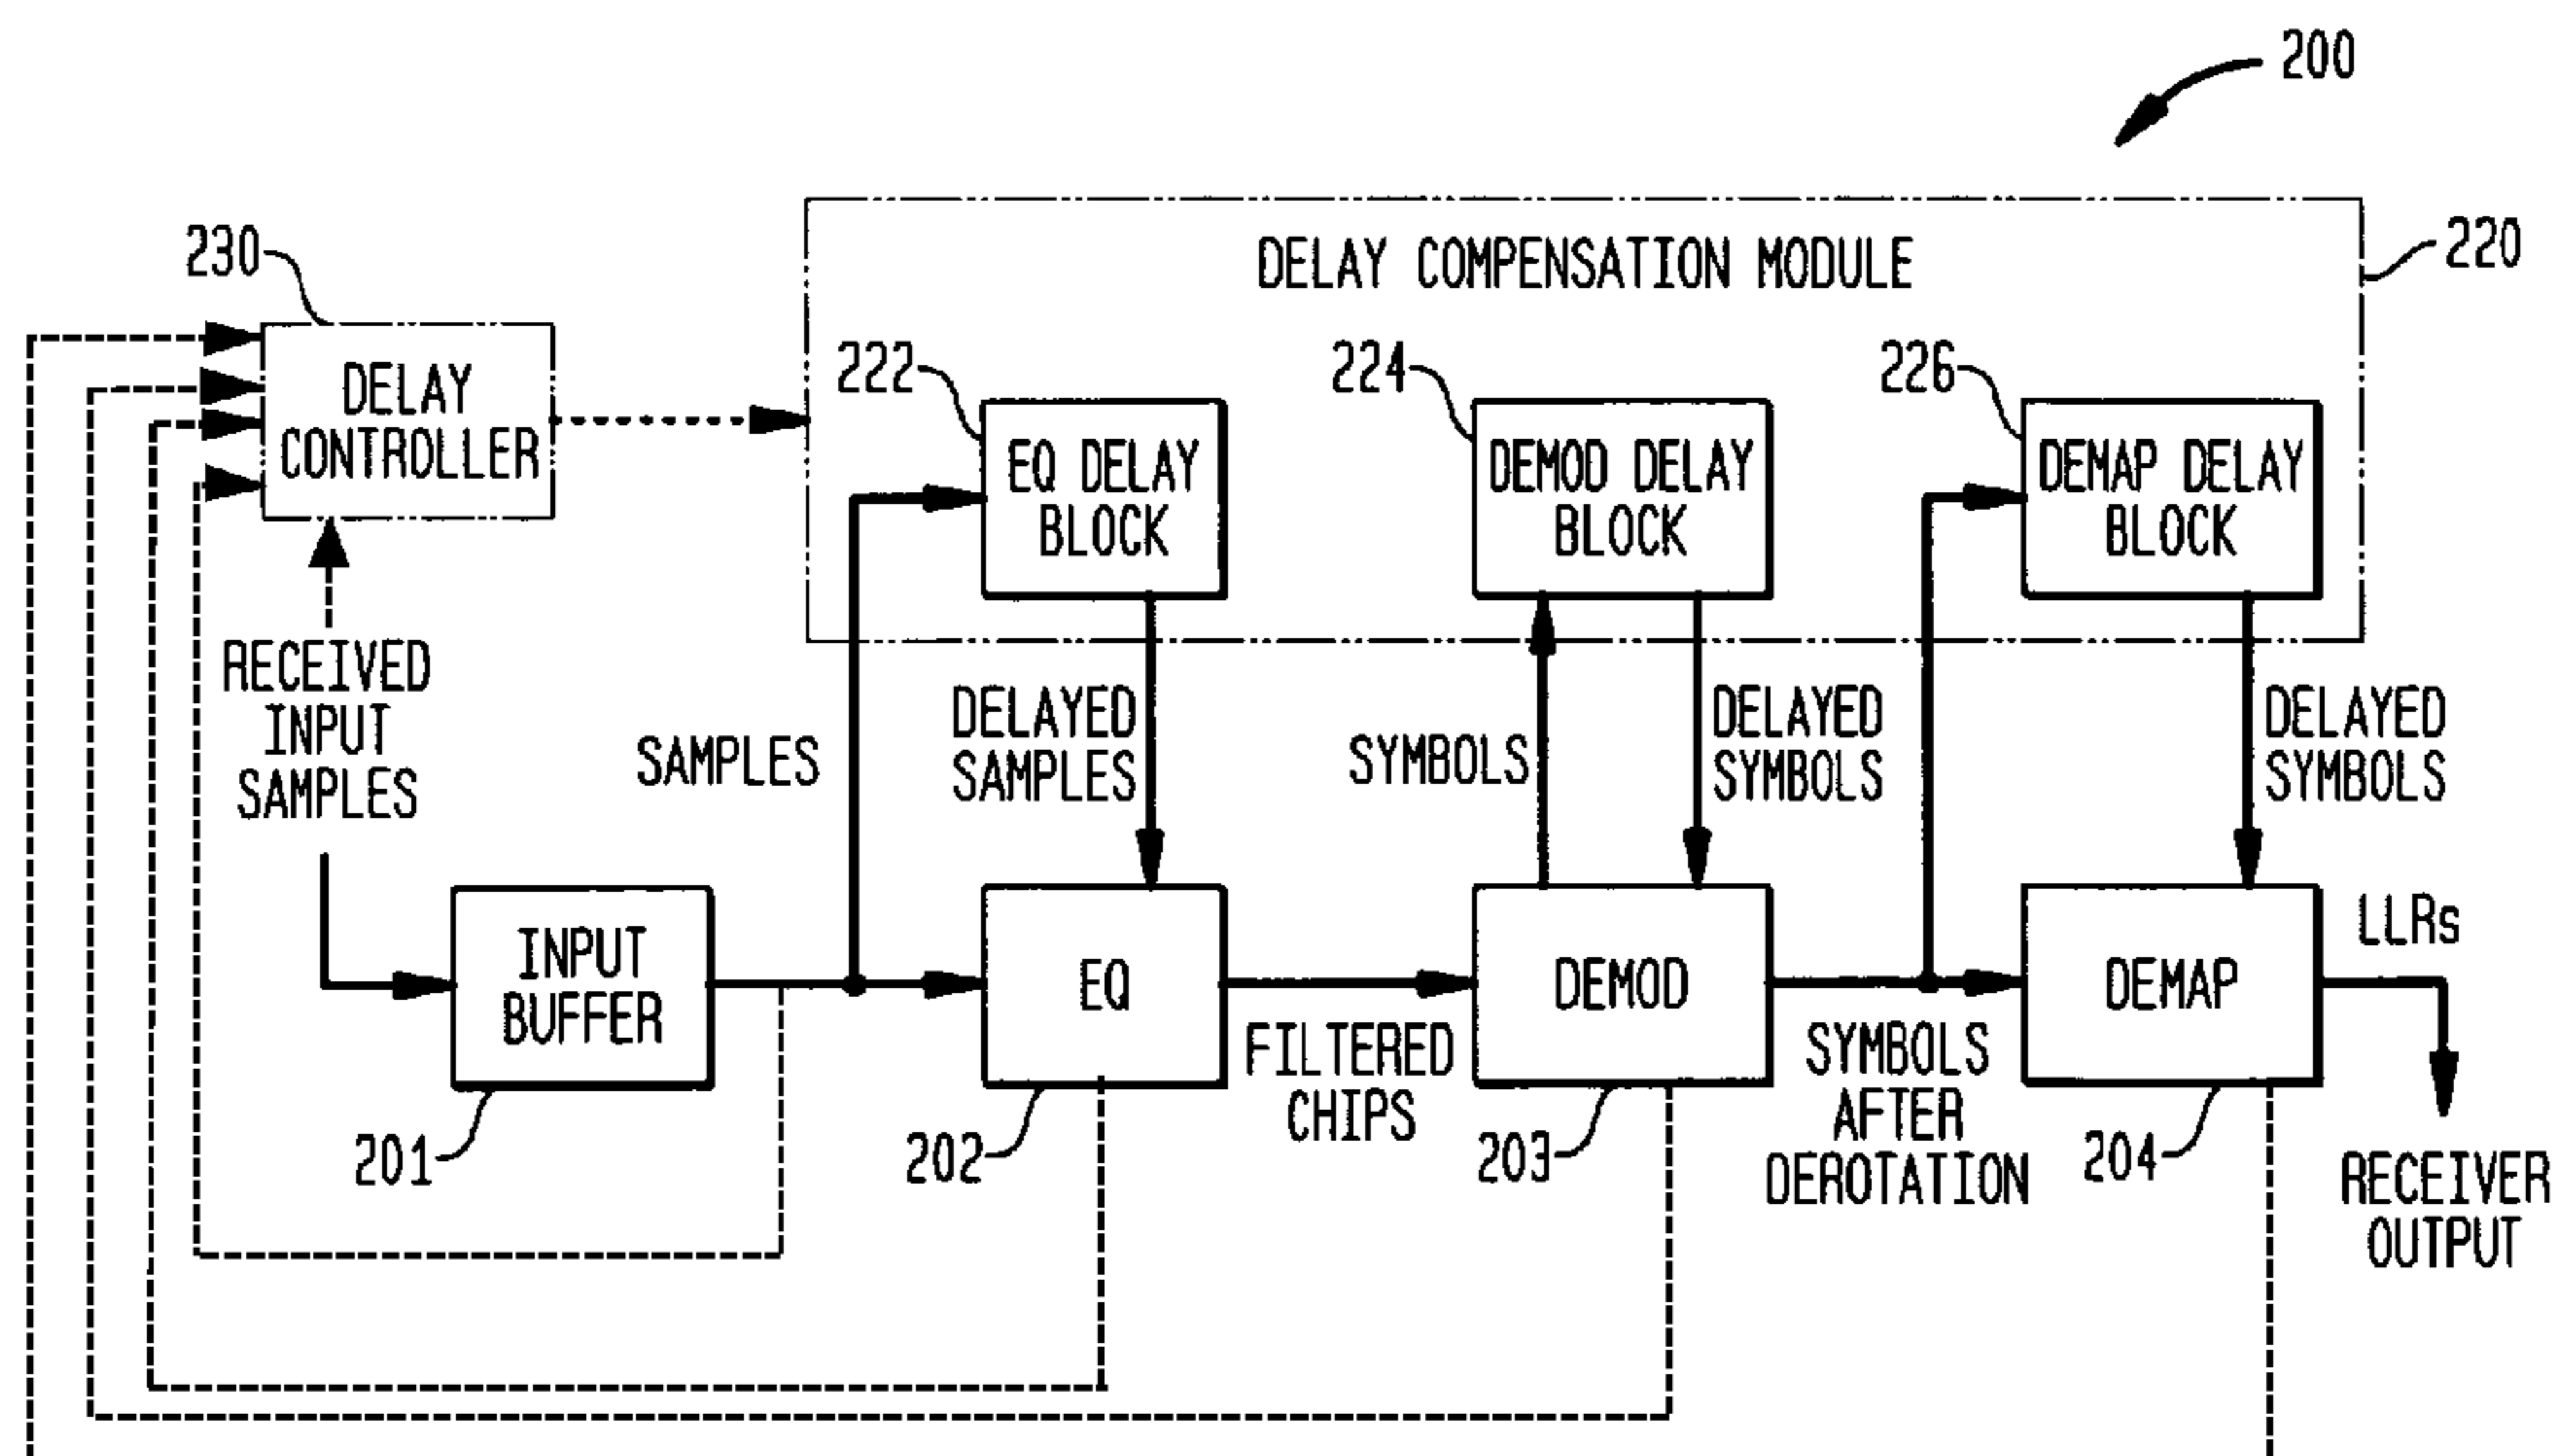 200
DELAY COMPENSATION MODULE
220
230
DELAY
CONTROLLER
222
EQ DELAY
BLOCK
224
DEMOD DELAY
BLOCK
226
DEMAP DELAY
BLOCK
RECEIVED
INPUT
SAMPLES
SAMPLES
DELAYED
SAMPLES
SYMBOLS
DELAYED
SYMBOLS
DELAYED
SYMBOLS
INPUT
BUFFER
201
EQ
202
FILTERED
CHIPS
DEMOD
203
SYMBOLS
AFTER
DEROTATION
DEMAP
204
LLRs
RECEIVER
OUTPUT